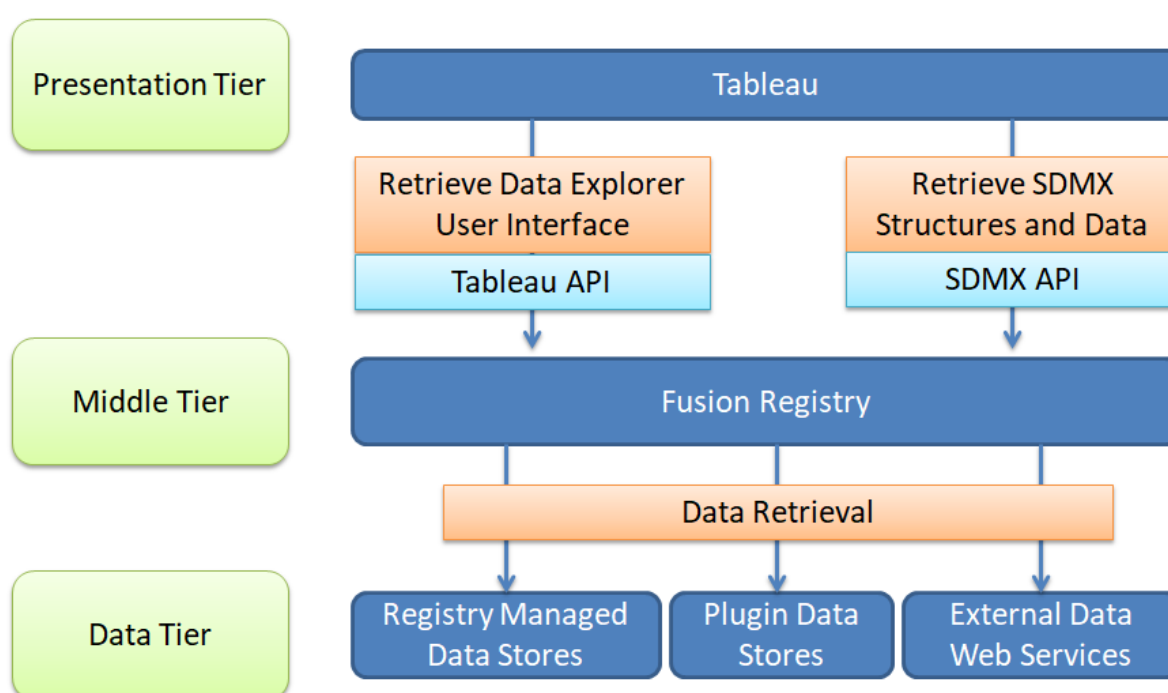 Presentation Tier
Tableau
Retrieve Data Explorer
User Interface
Tableau API
Retrieve SDMX
Structures and Data
SDMX API
Middle Tier
Fusion Registry
Data Retrieval
Data Tier
Registry Managed
Data Stores
Plugin Data
Stores
External Data
Web Services